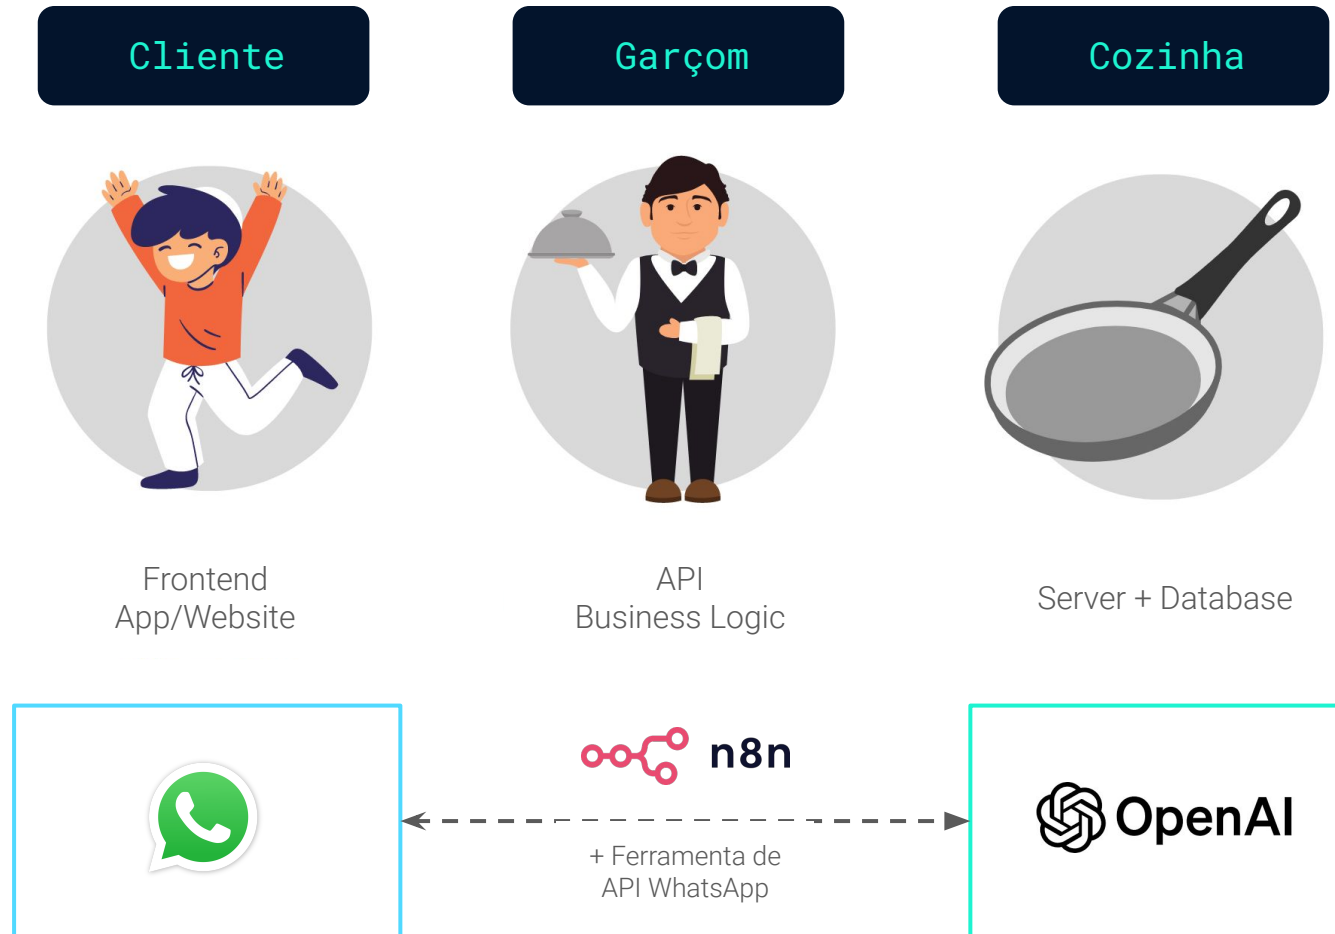 Cliente
Garçom
Cozinha
Frontend
App/Website
API
Business Logic
Server + Database
n8n
+ Ferramenta de
API WhatsApp
OpenAI